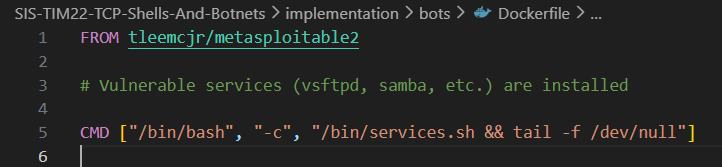 SIS-TIM22-TCP-Shells-And-Botnets > implementation > bots > Dockerfile > ...
1 FROM tleemcjr/metasploitable2
2
3 # Vulnerable services (vsftpd, samba, etc.) are installed
4
5 CMD ["/bin/bash", "-c", "/bin/services.sh && tail -f /dev/null"]
6